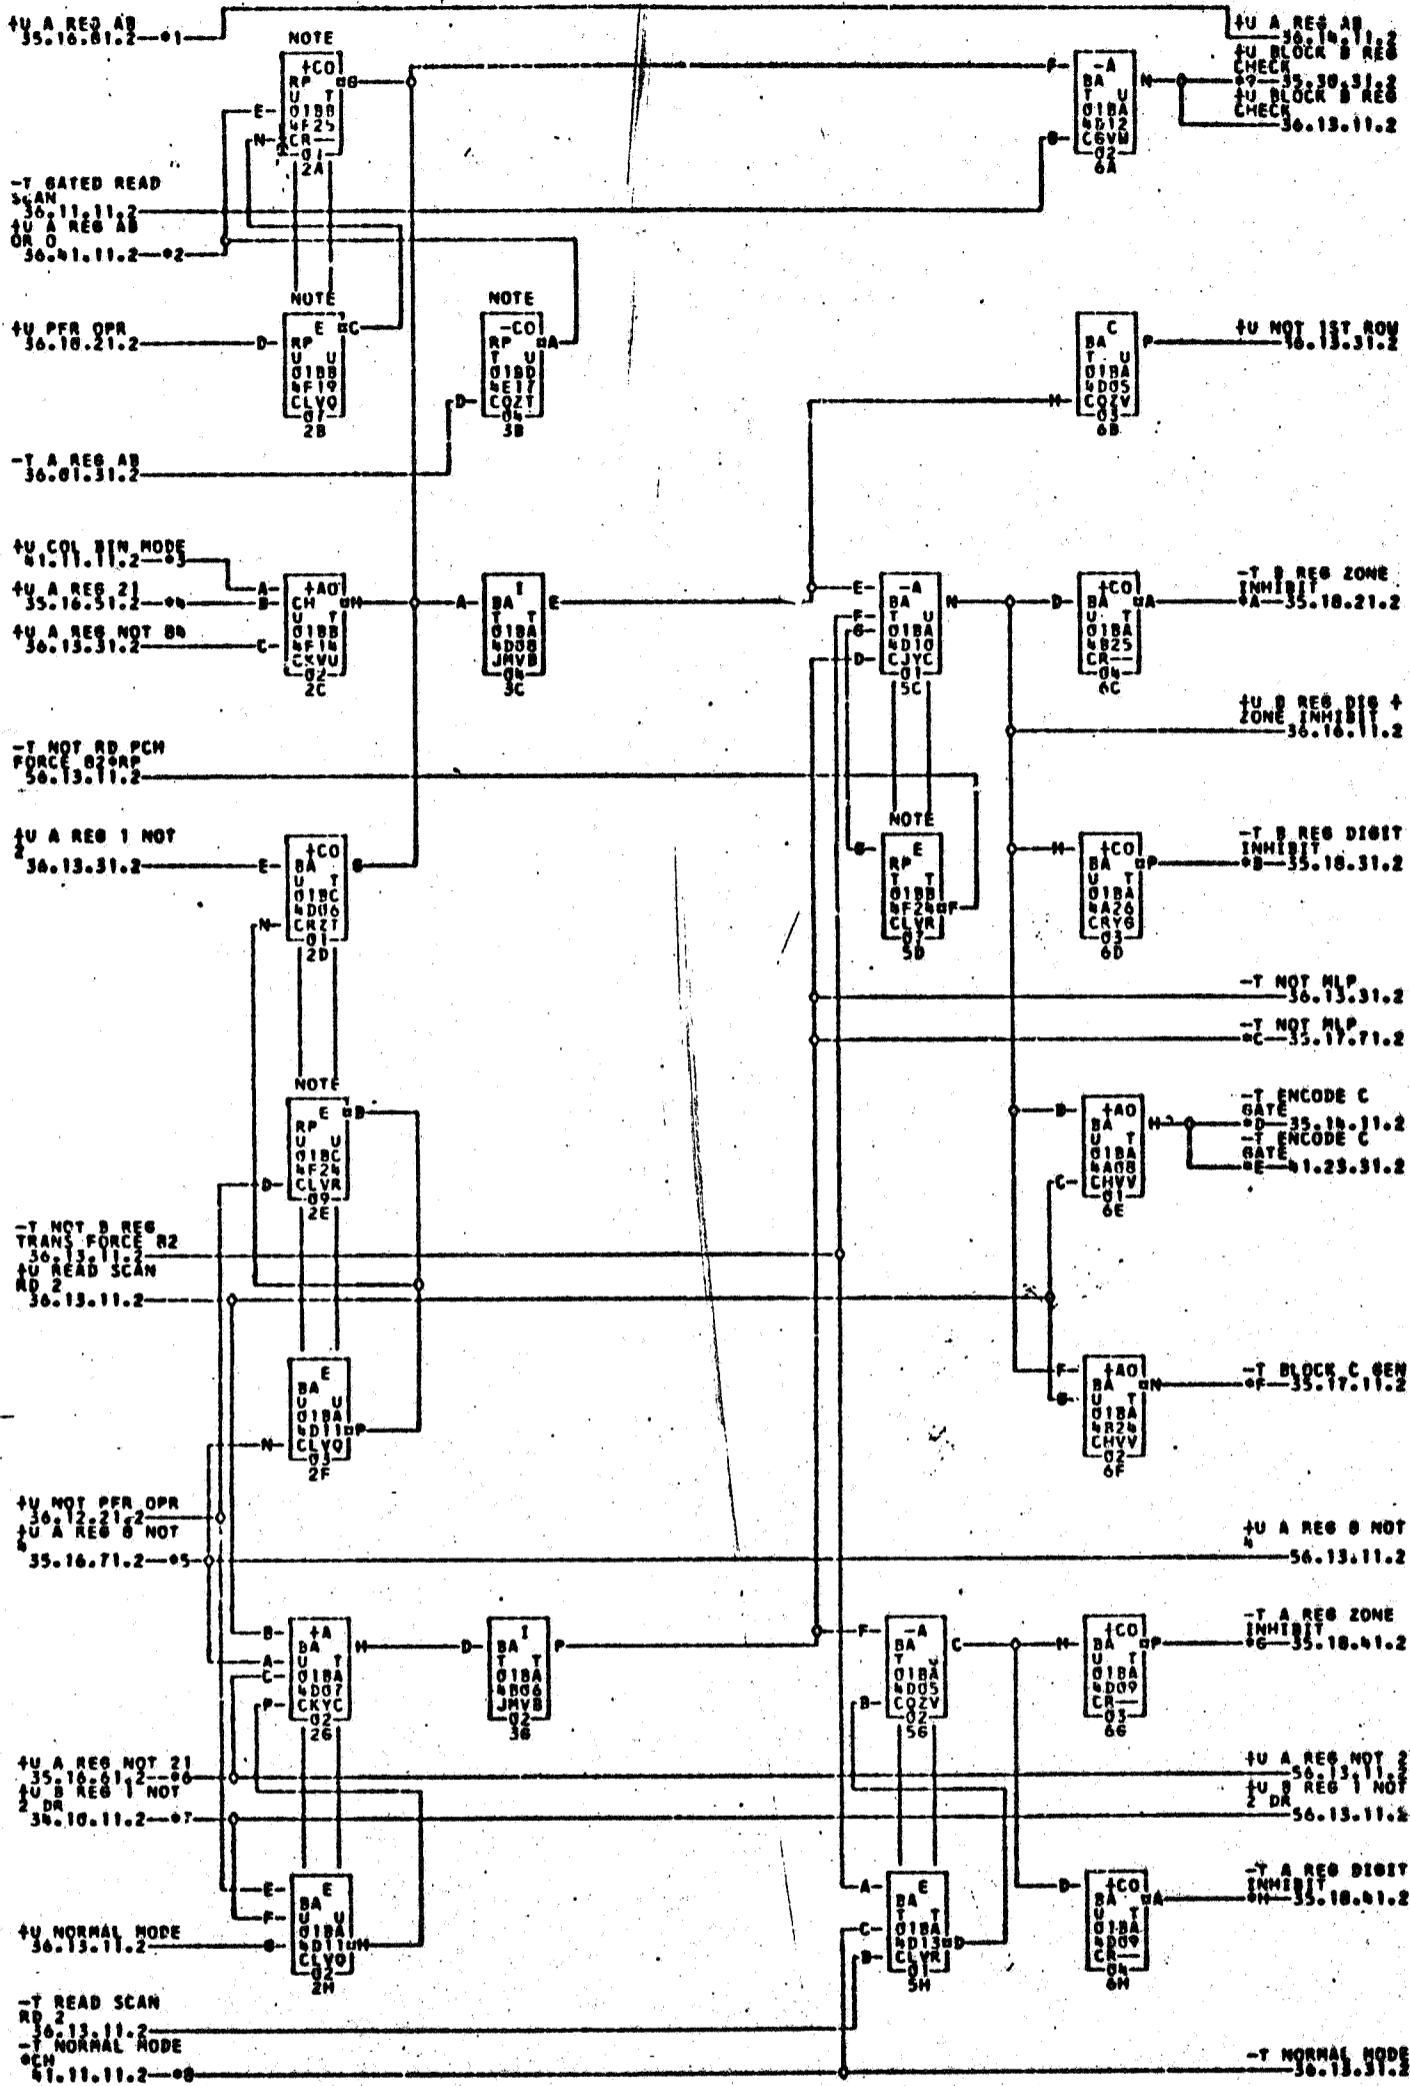 +U A REG AB
35.16.81.2—*1
-T GATED READ
SCAN
36.11.11.2
+U A REG AB
OR 0
36.41.11.2—*2
+U PFR OPR
36.10.21.2
-T A REG AB
36.01.31.2
+U COL BIN MODE
41.11.11.2—*3
+U A REG 21
35.16.51.2—*4
+U A REG NOT 84
36.13.31.2
-T NOT RD PCH
FORCE 82*RP
56.13.11.2
+U A REG 1 NOT
2
36.13.31.2
-T NOT B REG
TRANS FORCE 82
36.13.11.2
+U READ SCAN
RD 2
36.13.11.2
+U NOT PFR OPR
36.12.21.2
+U A REG 8 NOT
4
35.16.71.2—*5
+U A REG NOT 21
35.16.61.2—*6
+U B REG 1 NOT
2 DR
34.10.11.2—*7
+U NORMAL MODE
36.13.11.2
-T READ SCAN
RD 2
36.13.11.2
-T NORMAL MODE
*CH
41.11.11.2—*8
NOTE
+CO
RP G
U T
01BB
4F25
CR--
E
N
2A
NOTE
E C
RP
U U
01BB
4F19
CLVQ
07
D
2B
NOTE
-CO
RP A
T U
01BD
4E17
CQZT
04
D
3B
+AO
CH H
U T
01BB
4F14
CKVU
02
A
B
C
2C
I
BA E
T T
01BA
4D08
JMVB
04
A
3C
+CO
BA G
U T
01BC
4D06
CRZT
01
E
N
2D
NOTE
E B
RP
U U
01BC
4F24
CLVR
09
D
2E
E
BA
U U
01BA
4D11 P
CLVQ
03
N
2F
+A
BA H
U T
01BA
4D07
CKYC
02
B
A
C
P
2G
I
BA P
T T
01BA
4B06
JMVB
02
D
3G
E
BA
U U
01BA
4D11 H
CLVQ
02
E
F
G
2H
-A
BA N
T U
01BA
4D10
CJYC
01
E
F
G
D
5C
NOTE
E
RP
T T
01BB
4F24 F
CLVR
07
G
5D
-A
BA C
T U
01BA
4D05
CQZV
02
F
B
5G
E
BA
T T
01BA
4D13 D
CLVR
01
A
C
B
5H
-A
BA N
T U
01BA
4D12
CGVW
02
F
G
6A
C
BA P
T U
01BA
4D05
CQZV
03
H
6B
+CO
BA A
U T
01BA
4B25
CR--
04
D
6C
+CO
BA P
U T
01BA
4A26
CRYG
03
H
6D
+AO
BA H
U T
01BA
4A08
CHVV
01
B
C
6E
+AO
BA N
U T
01BA
4B24
CHVV
02
F
G
6F
+CO
BA P
U T
01BA
4D09
CR--
03
H
6G
+CO
BA A
U T
01BA
4D09
CR--
04
D
6H
+U A REG AB
36.14.11.2
+U BLOCK B REG
CHECK
*9—35.30.31.2
+U BLOCK B REG
CHECK
36.13.11.2
+U NOT 1ST ROW
-T B REG ZONE
INHIBIT
*A—35.18.21.2
+U B REG DIG +
ZONE INHIBIT
36.16.11.2
-T B REG DIGIT
INHIBIT
*B—35.18.31.2
-T NOT MLP
36.13.31.2
-T NOT MLP
*C—35.17.71.2
-T ENCODE C
GATE
*D—35.14.11.2
-T ENCODE C
GATE
*E—41.23.31.2
-T BLOCK C GEN
*F—35.17.11.2
+U A REG 8 NOT
4
56.13.11.2
-T A REG ZONE
INHIBIT
*G—35.18.41.2
+U A REG NOT 2
56.13.11.2
+U B REG 1 NOT
2 DR
56.13.11.2
-T A REG DIGIT
INHIBIT
*H—35.18.41.2
-T NORMAL MODE
36.13.31.2